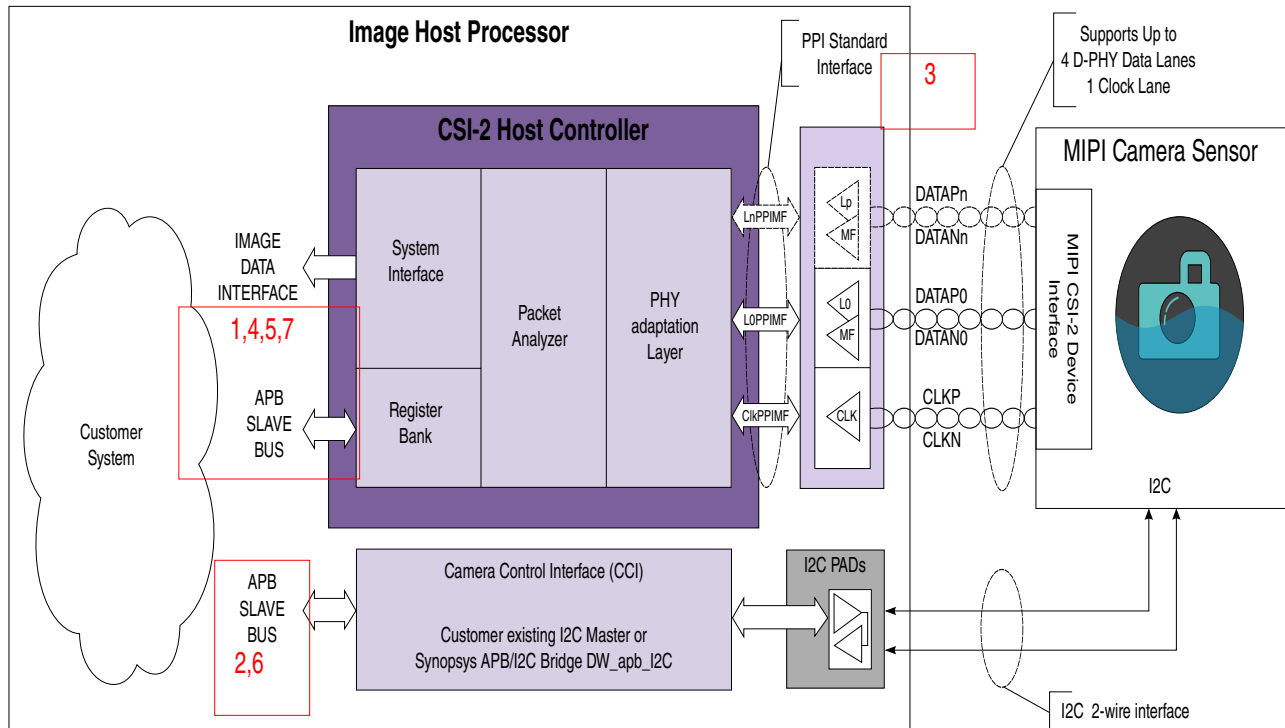 Image Host Processor
PPI Standard
Interface
3
Supports Up to
4 D-PHY Data Lanes
1 Clock Lane
CSI-2 Host Controller
MIPI Camera Sensor
System
Interface
Packet
Analyzer
PHY
adaptation
Layer
Register
Bank
IMAGE
DATA
INTERFACE
1,4,5,7
APB
SLAVE
BUS
Customer
System
LnPPIMF
L0PPIMF
ClkPPIMF
Lp
MF
L0
MF
CLK
DATAPn
DATANn
DATAP0
DATAN0
CLKP
CLKN
MIPI CSI-2 Device
Interface
I2C
APB
SLAVE
BUS
2,6
Camera Control Interface (CCI)
Customer existing I2C Master or
Synopsys APB/I2C Bridge DW_apb_I2C
I2C PADs
I2C 2-wire interface